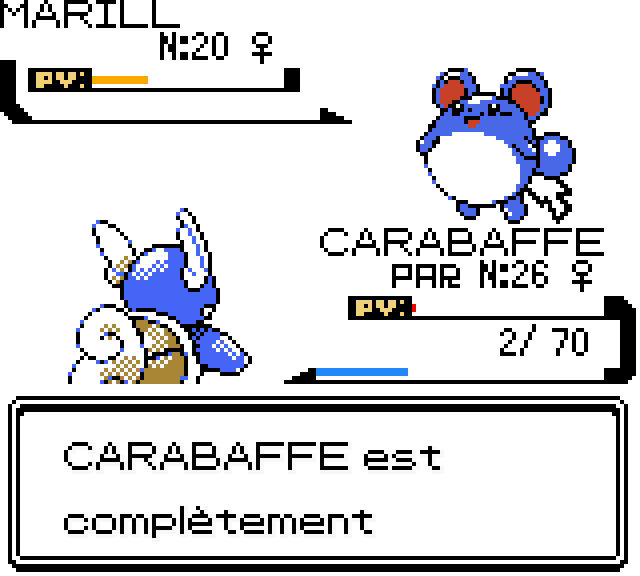 MARILL
N:20 ♀
PV:
CARABAFFE
PAR N:26 ♀
PV:
2/ 70
CARABAFFE est
complètement